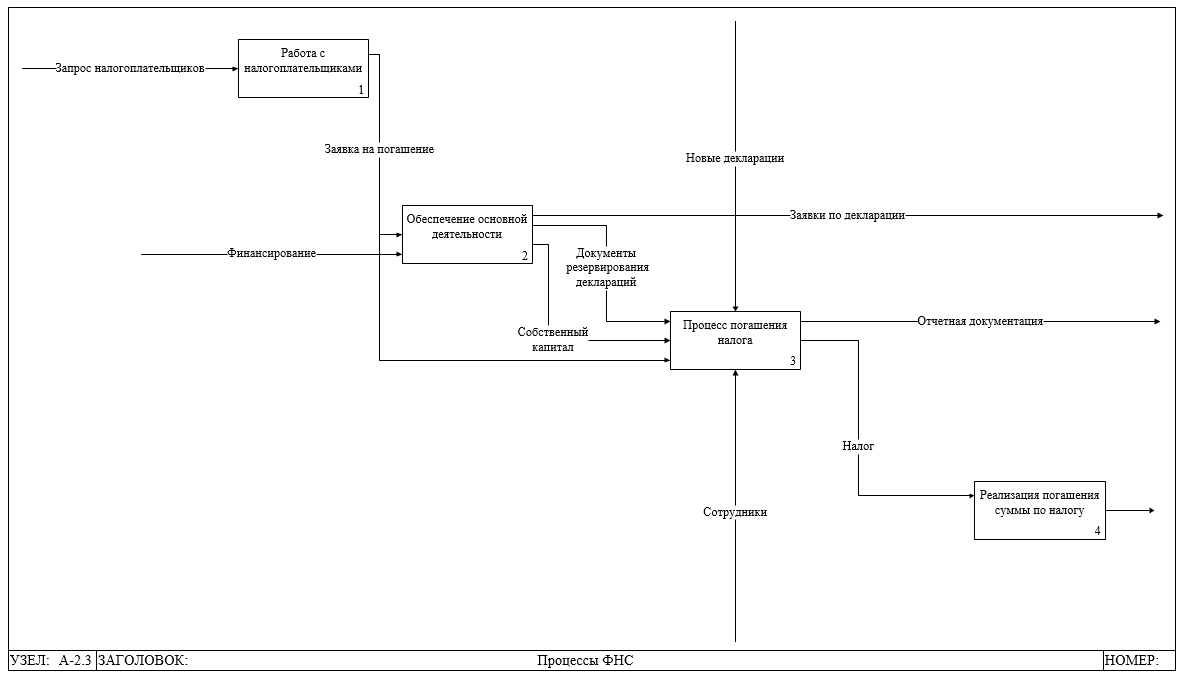 Работа с
налогоплательщиками
1
Запрос налогоплательщиков
Заявка на погашение
Новые декларации
Обеспечение основной
деятельности
2
Заявки по декларации
Финансирование
Документы
резервирования
деклараций
Собственный
капитал
Процесс погашения
налога
3
Отчетная документация
Налог
Реализация погашения
суммы по налогу
4
Сотрудники
УЗЕЛ: А-2.3 ЗАГОЛОВОК: Процессы ФНС НОМЕР: